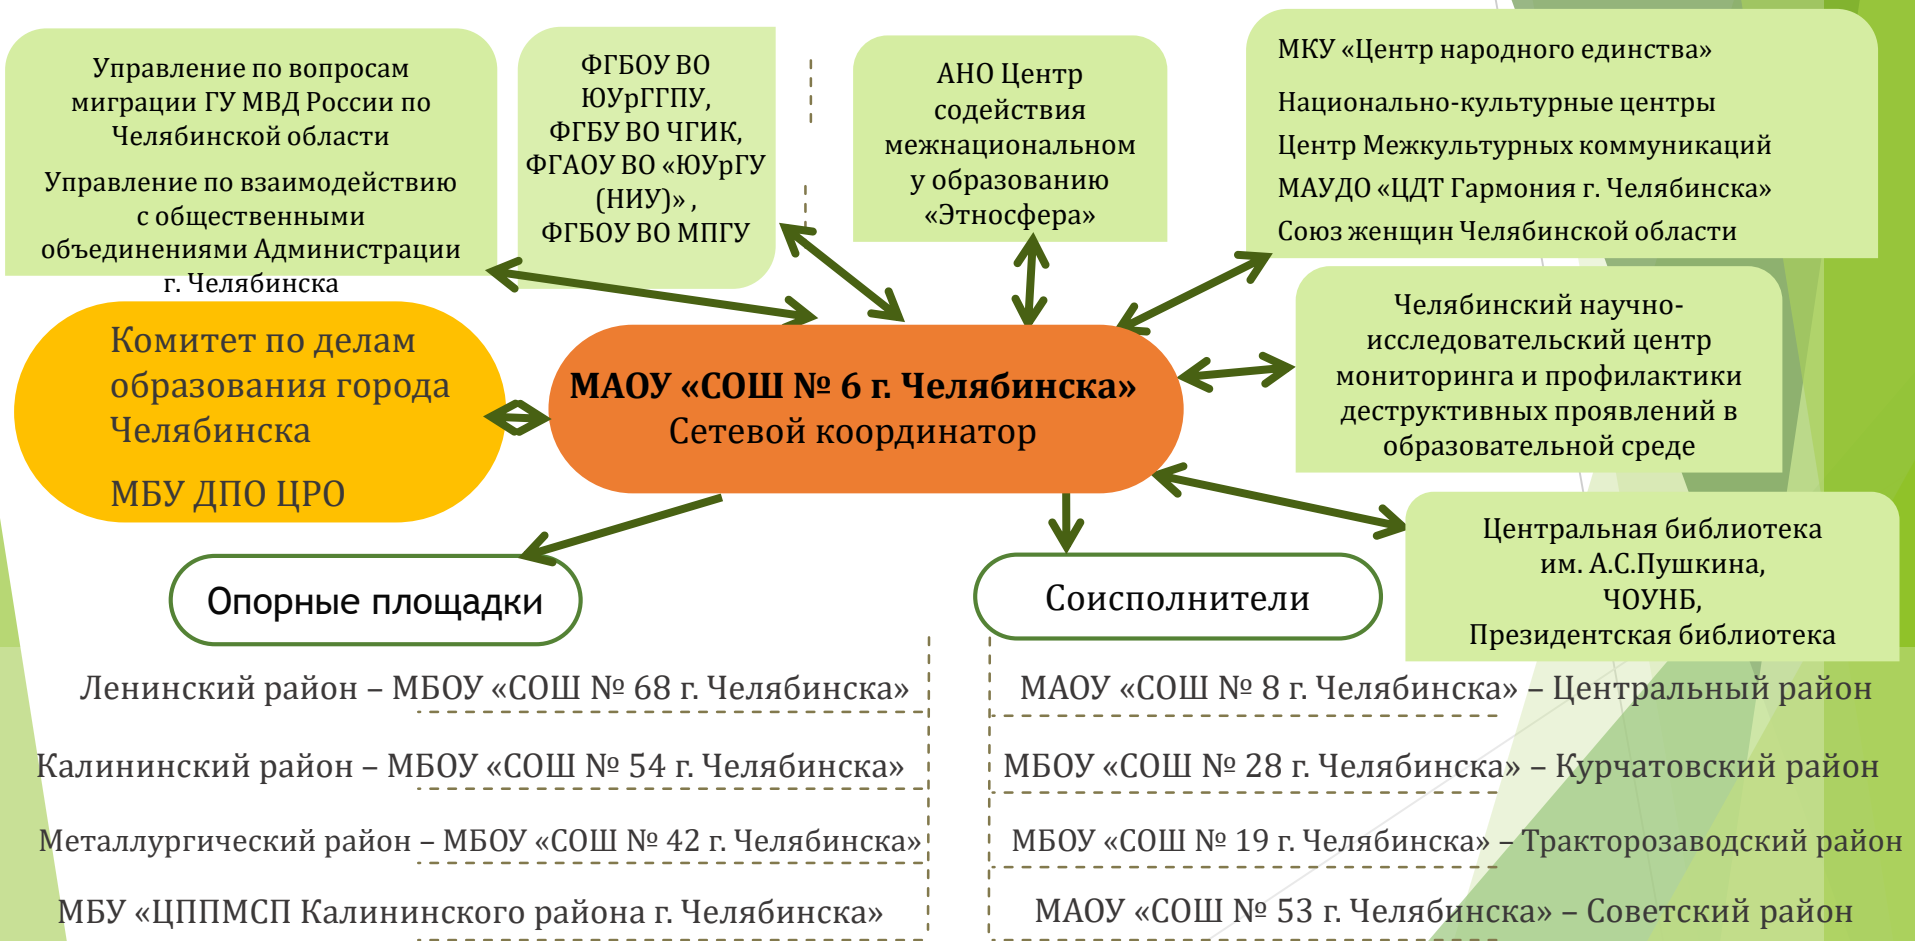 Управление по вопросам
миграции ГУ МВД России по
Челябинской области
Управление по взаимодействию
с общественными
объединениями Администрации
г. Челябинска
ФГБОУ ВО
ЮУрГГПУ,
ФГБУ ВО ЧГИК,
ФГАОУ ВО «ЮУрГУ
(НИУ)» ,
ФГБОУ ВО МПГУ
АНО Центр
содействия
межнациональном
у образованию
«Этносфера»
МКУ «Центр народного единства»
Национально-культурные центры
Центр Межкультурных коммуникаций
МАУДО «ЦДТ Гармония г. Челябинска»
Союз женщин Челябинской области
Комитет по делам
образования города
Челябинска
МБУ ДПО ЦРО
МАОУ «СОШ № 6 г. Челябинска»
Сетевой координатор
Челябинский научно-
исследовательский центр
мониторинга и профилактики
деструктивных проявлений в
образовательной среде
Центральная библиотека
им. А.С.Пушкина,
ЧОУНБ,
Президентская библиотека
Опорные площадки
Ленинский район – МБОУ «СОШ № 68 г. Челябинска»
Калининский район – МБОУ «СОШ № 54 г. Челябинска»
Металлургический район – МБОУ «СОШ № 42 г. Челябинска»
МБУ «ЦППМСП Калининского района г. Челябинска»
Соисполнители
МАОУ «СОШ № 8 г. Челябинска» – Центральный район
МБОУ «СОШ № 28 г. Челябинска» – Курчатовский район
МБОУ «СОШ № 19 г. Челябинска» – Тракторозаводский район
МАОУ «СОШ № 53 г. Челябинска» – Советский район